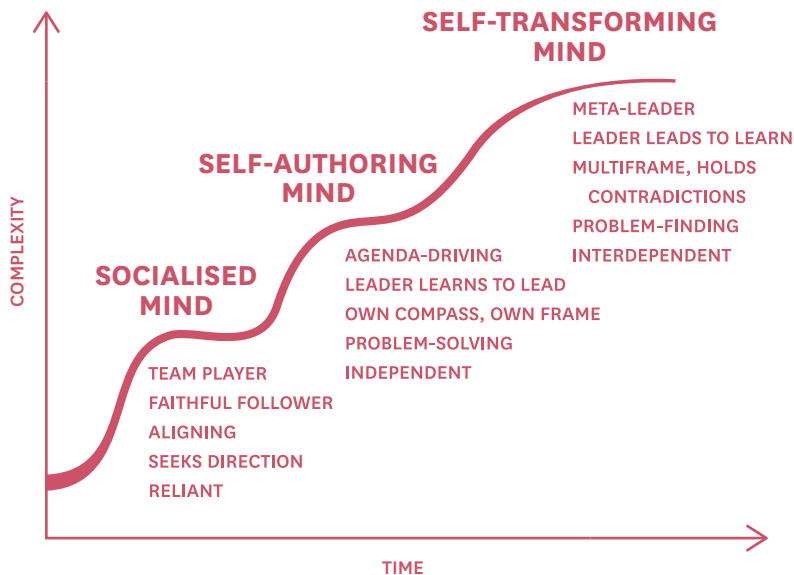 SELF-TRANSFORMING
MIND
META-LEADER
LEADER LEADS TO LEARN
MULTIFRAME, HOLDS
CONTRADICTIONS
PROBLEM-FINDING
INTERDEPENDENT
SELF-AUTHORING
MIND
AGENDA-DRIVING
LEADER LEARNS TO LEAD
OWN COMPASS, OWN FRAME
PROBLEM-SOLVING
INDEPENDENT
SOCIALISED
MIND
TEAM PLAYER
FAITHFUL FOLLOWER
ALIGNING
SEEKS DIRECTION
RELIANT
COMPLEXITY
TIME